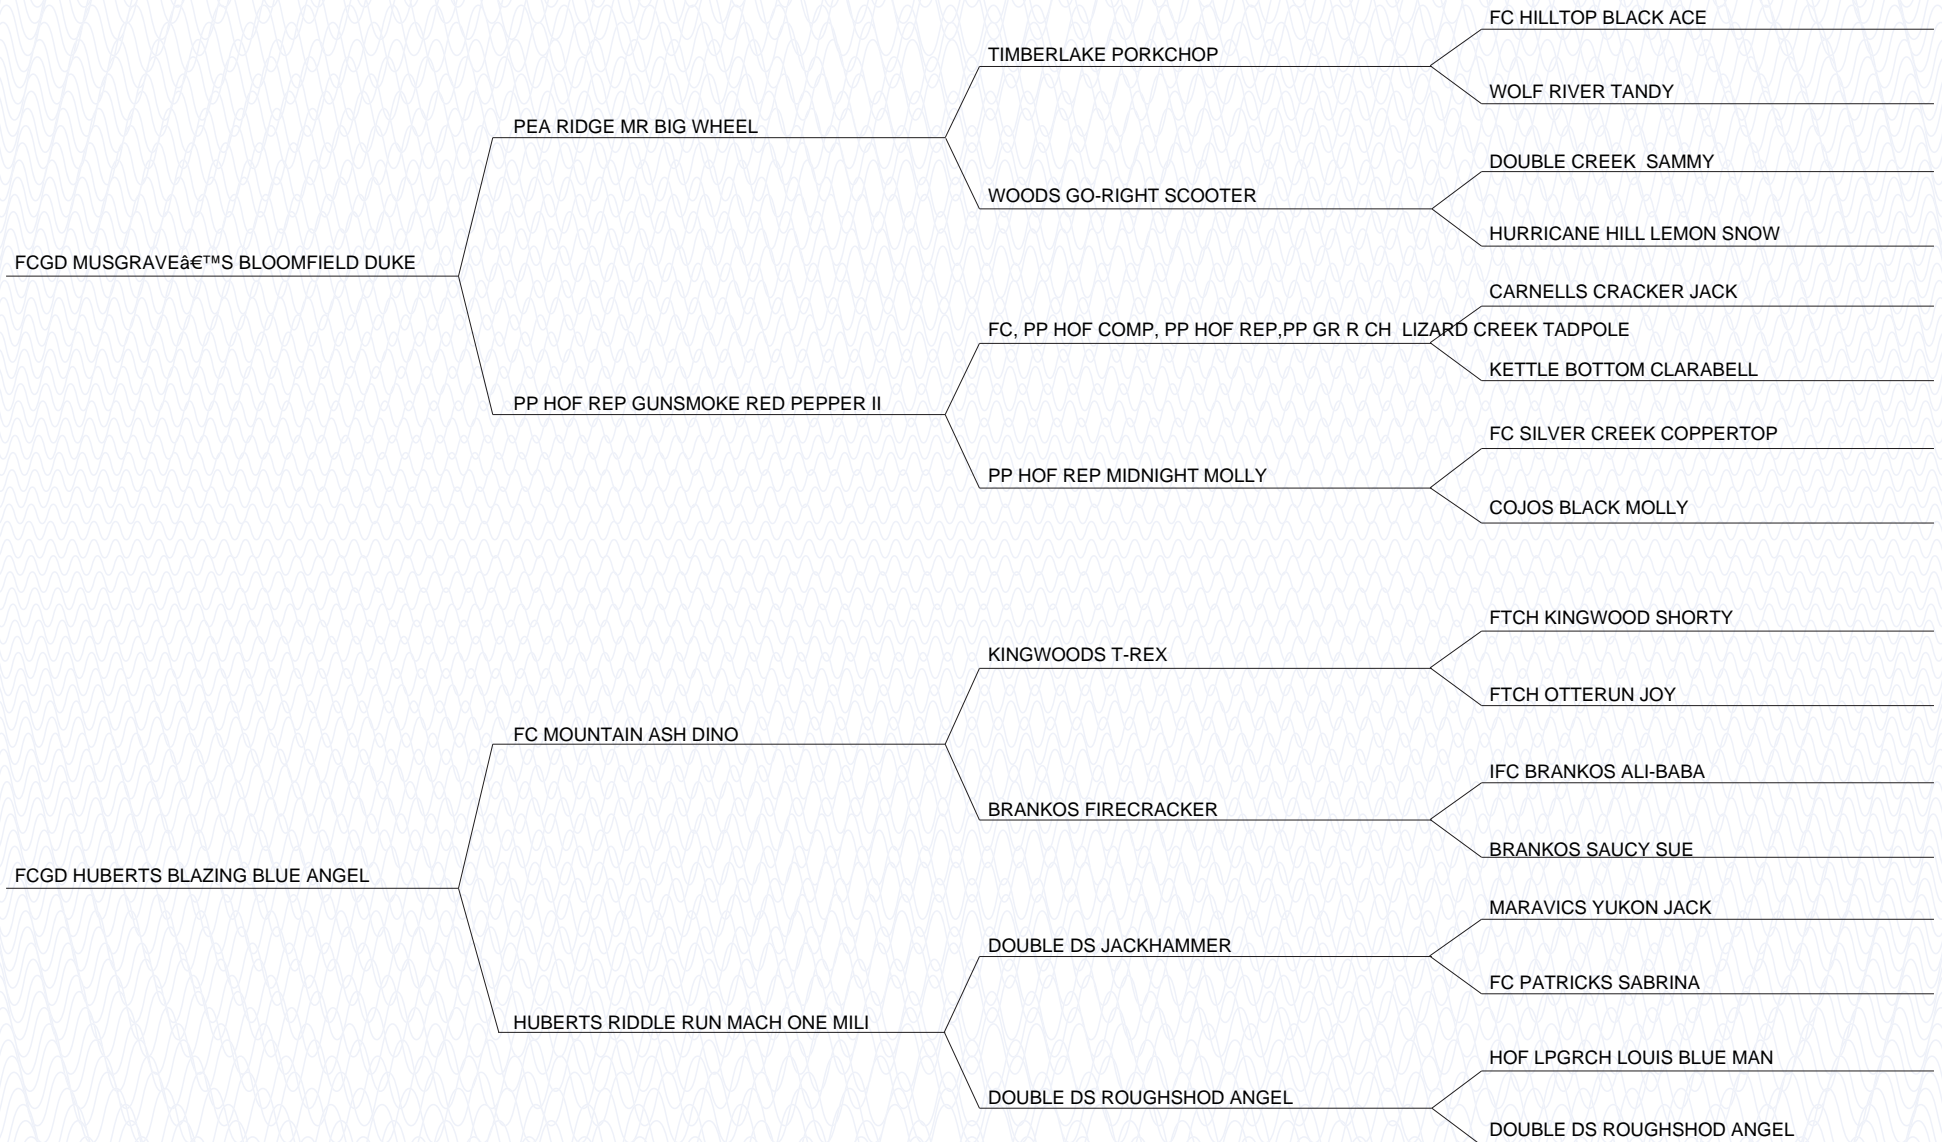 FC HILLTOP BLACK ACE
TIMBERLAKE PORKCHOP
WOLF RIVER TANDY
PEA RIDGE MR BIG WHEEL
DOUBLE CREEK  SAMMY
WOODS GO-RIGHT SCOOTER
HURRICANE HILL LEMON SNOW
FCGD MUSGRAVEâ€™S BLOOMFIELD DUKE
CARNELLS CRACKER JACK
FC, PP HOF COMP, PP HOF REP,PP GR R CH  LIZARD CREEK TADPOLE
KETTLE BOTTOM CLARABELL
PP HOF REP GUNSMOKE RED PEPPER II
FC SILVER CREEK COPPERTOP
PP HOF REP MIDNIGHT MOLLY
COJOS BLACK MOLLY
FTCH KINGWOOD SHORTY
KINGWOODS T-REX
FTCH OTTERUN JOY
FC MOUNTAIN ASH DINO
IFC BRANKOS ALI-BABA
BRANKOS FIRECRACKER
BRANKOS SAUCY SUE
FCGD HUBERTS BLAZING BLUE ANGEL
MARAVICS YUKON JACK
DOUBLE DS JACKHAMMER
FC PATRICKS SABRINA
HUBERTS RIDDLE RUN MACH ONE MILI
HOF LPGRCH LOUIS BLUE MAN
DOUBLE DS ROUGHSHOD ANGEL
DOUBLE DS ROUGHSHOD ANGEL